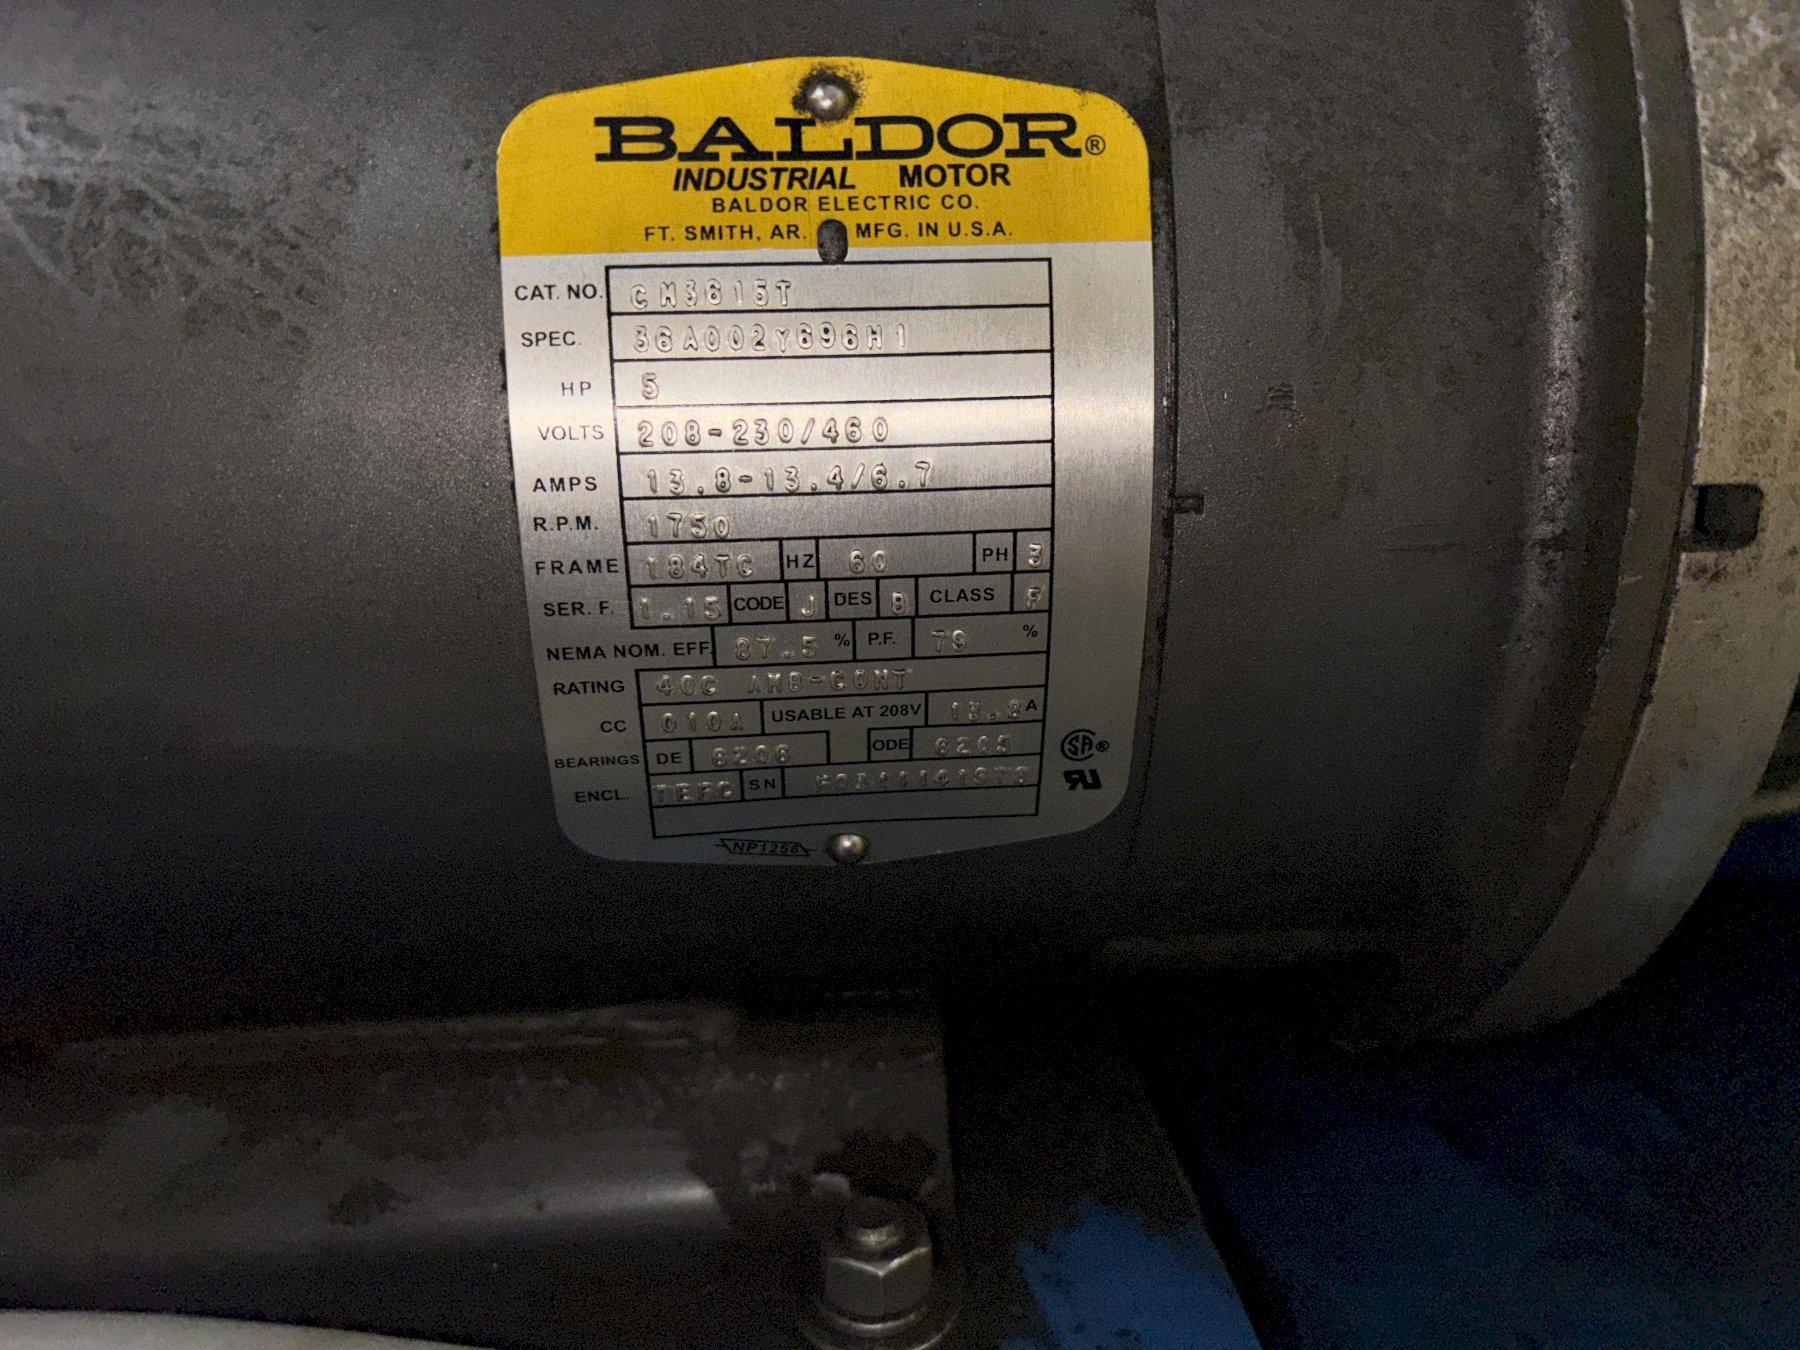 BALDOR®
INDUSTRIAL MOTOR
BALDOR ELECTRIC CO.
FT. SMITH, AR. MFG. IN U.S.A.
CAT. NO. CM3615T
SPEC. 36A002Y696H1
HP 5
VOLTS 208-230/460
AMPS 13.8-13.4/6.7
R.P.M. 1750
FRAME 184TC HZ 60 PH 3
SER. F. 1.15 CODE J DES B CLASS F
NEMA NOM. EFF. 87.5 % P.F. 79 %
RATING 40C AMB-CONT
CC 010A USABLE AT 208V 13.8 A
BEARINGS DE 6206 ODE 6205
ENCL. TEFC SN
NP1256